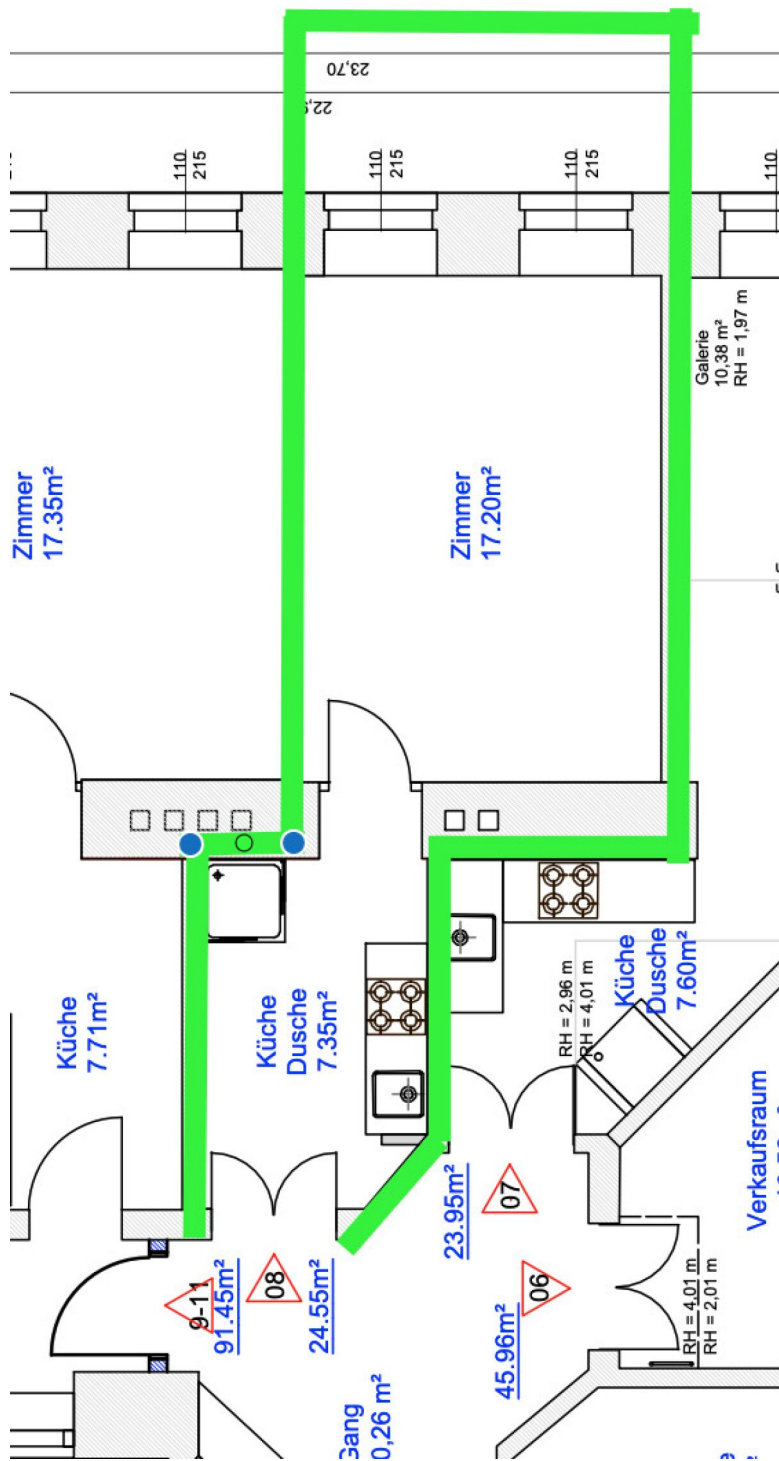 23,70
110
215
110
215
110
215
110
Galerie
10,38 m²
RH = 1,97 m
Zimmer
17.35m²
Zimmer
17.20m²
Küche
7.71m²
Küche
Dusche
7.35m²
RH = 2,96 m
RH = 4,01 m
Küche
Dusche
7.60m²
Verkaufsraum
23.95m²
07
9-11
91.45m²
08
24.55m²
06
45.96m²
RH = 4,01 m
RH = 2,01 m
Gang